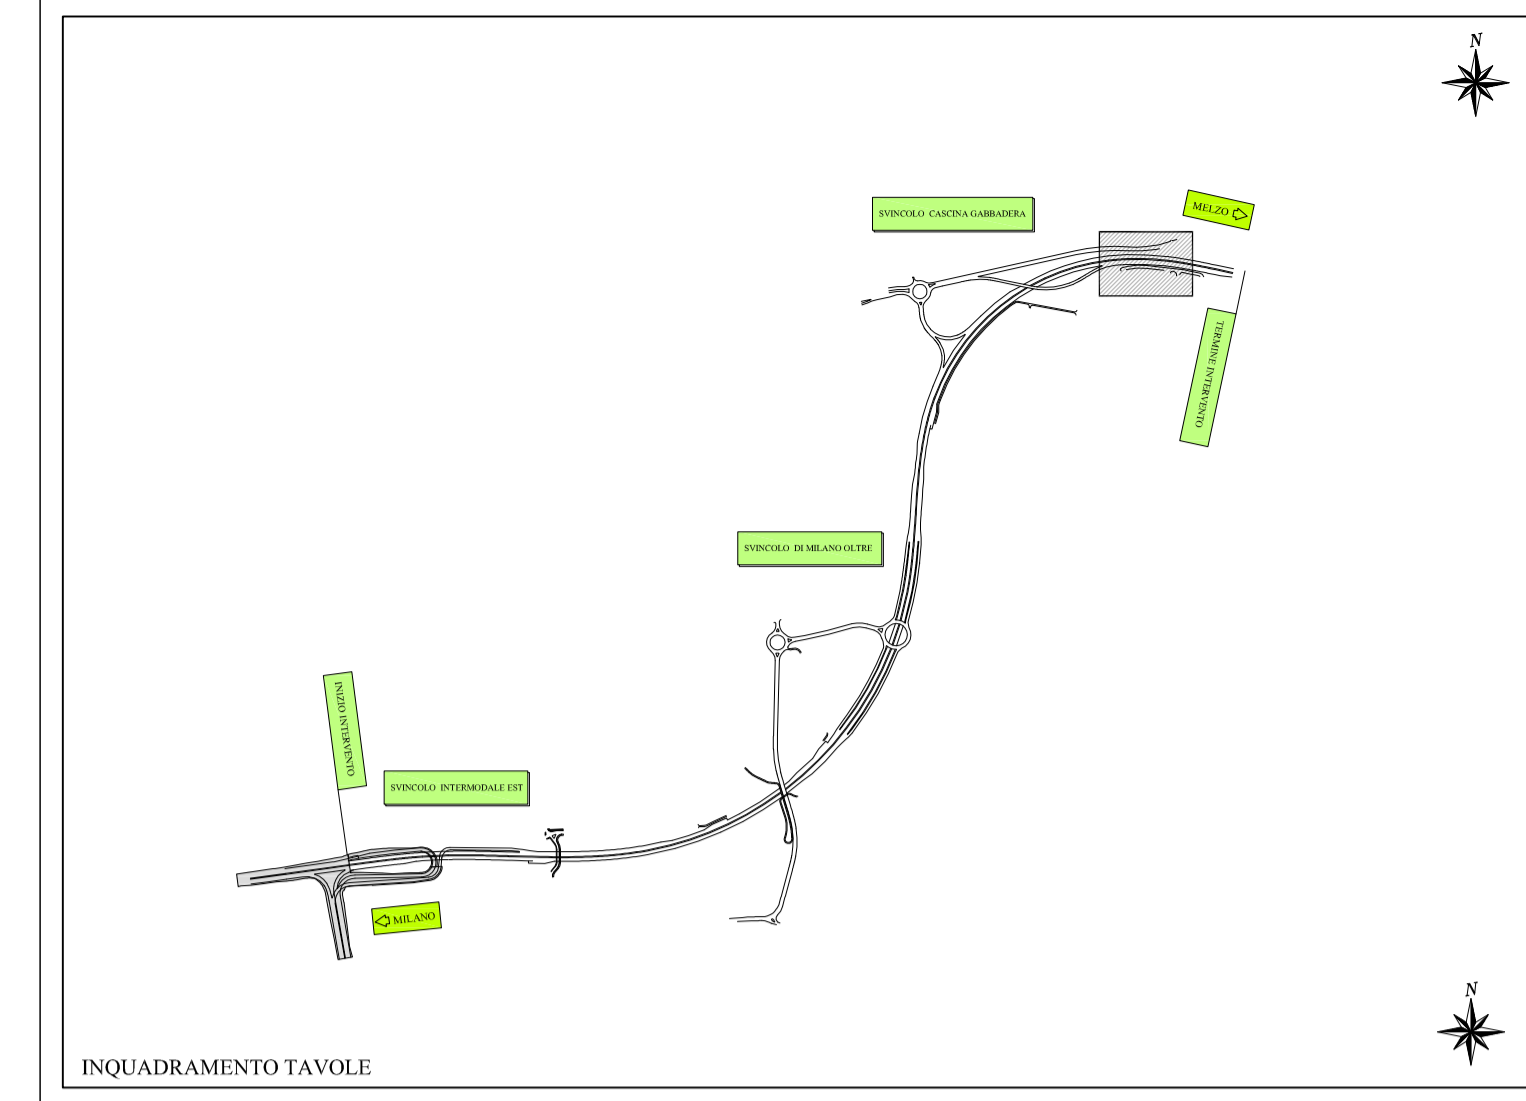 N
MELZO
SVINCOLO CASCINA GABBADERA
TERMINE INTERVENTO
SVINCOLO DI MILANO OLTRE
INIZIO INTERVENTO
SVINCOLO INTERMODALE EST
MILANO
N
INQUADRAMENTO TAVOLE